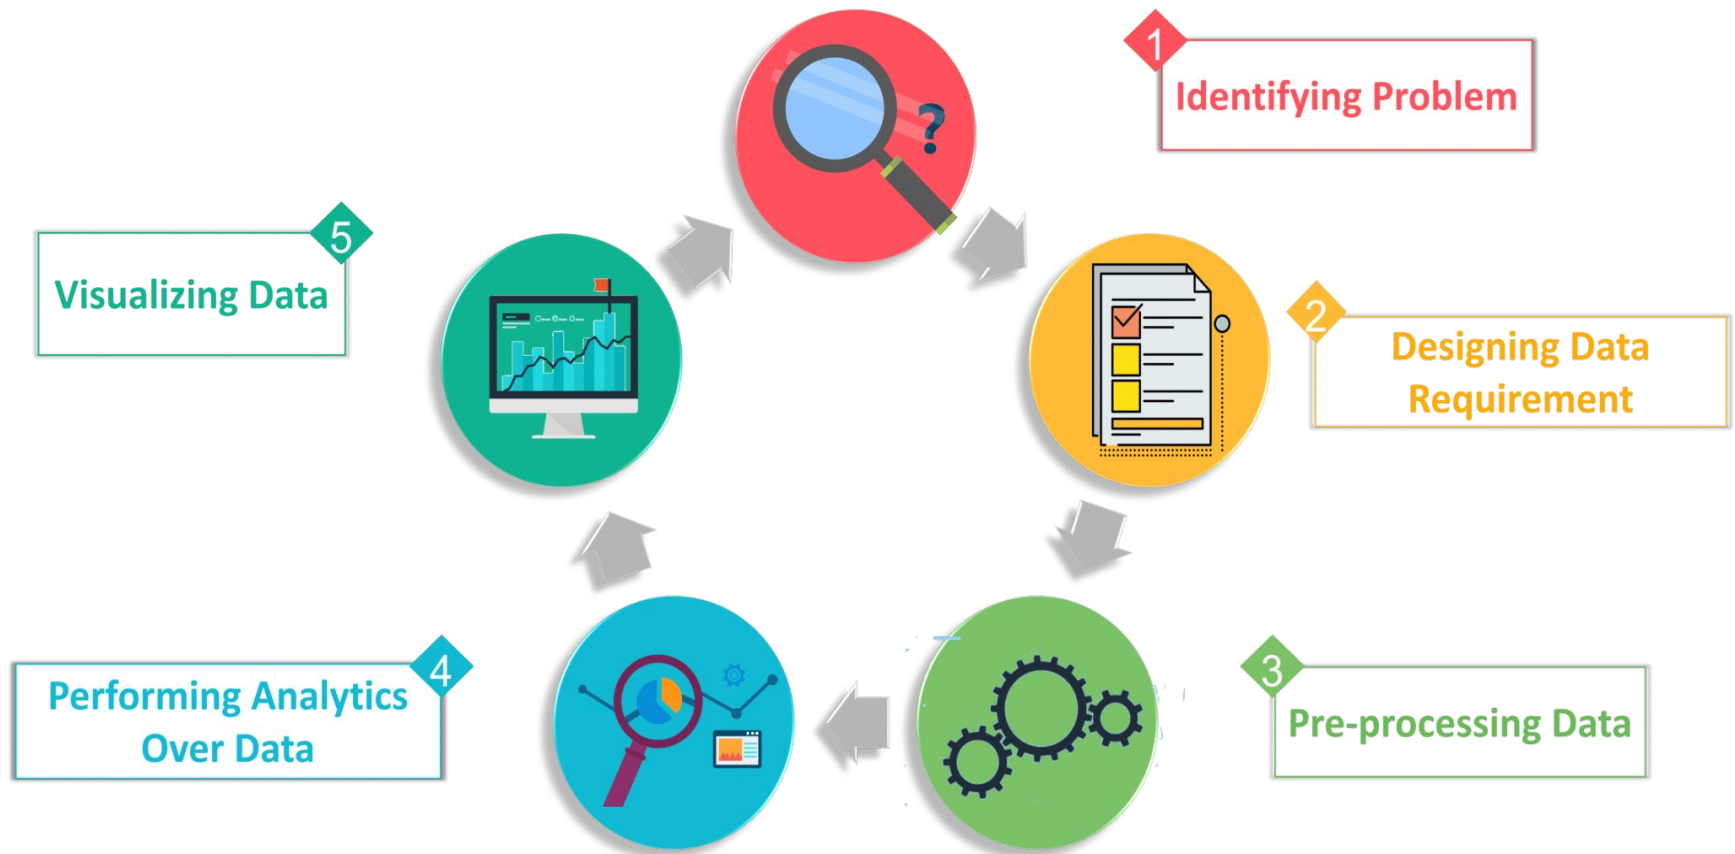 1
Identifying Problem
2
Designing Data
Requirement
3
Pre-processing Data
4
Performing Analytics
Over Data
5
Visualizing Data
?